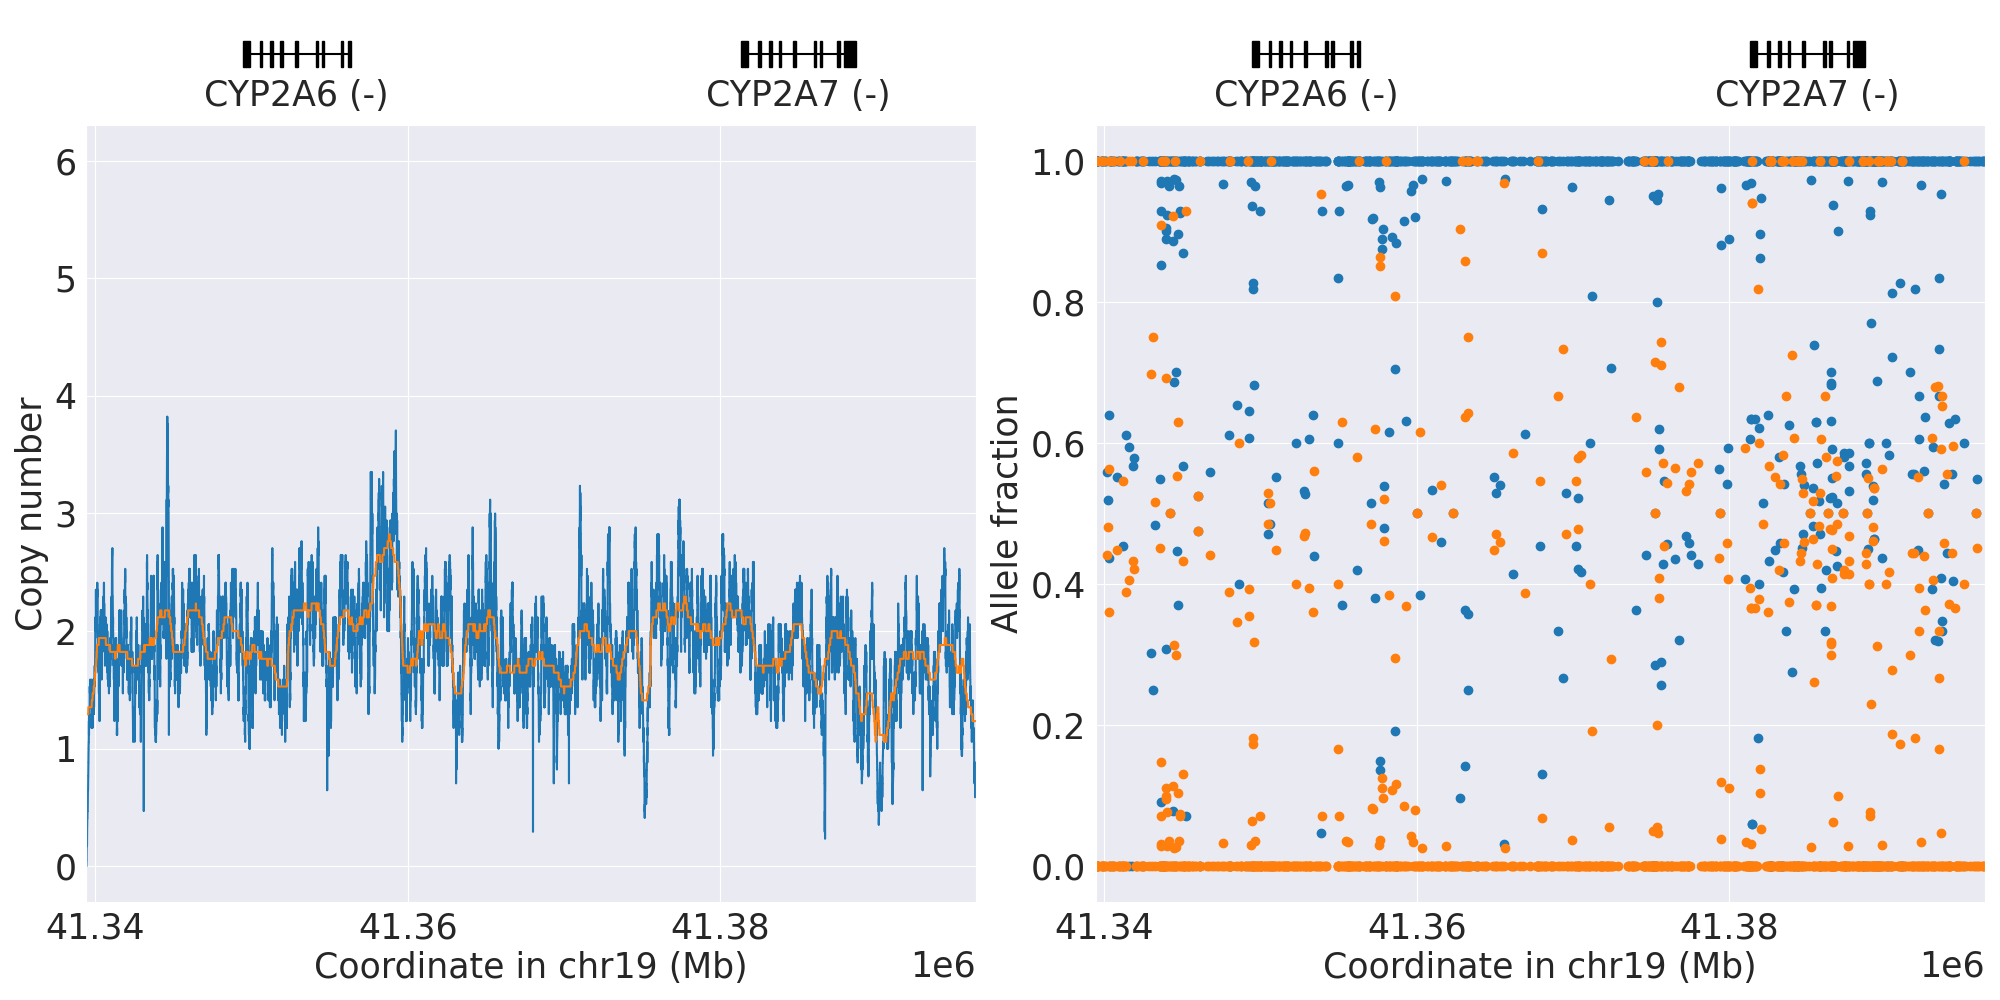 CYP2A6 (-) CYP2A7 (-) CYP2A6 (-) CYP2A7 (-)
6
5
4
3
2
1
0
Copy number
41.34 41.36 41.38
Coordinate in chr19 (Mb) 1e6
1.0
0.8
0.6
0.4
0.2
0.0
Allele fraction
41.34 41.36 41.38
Coordinate in chr19 (Mb) 1e6